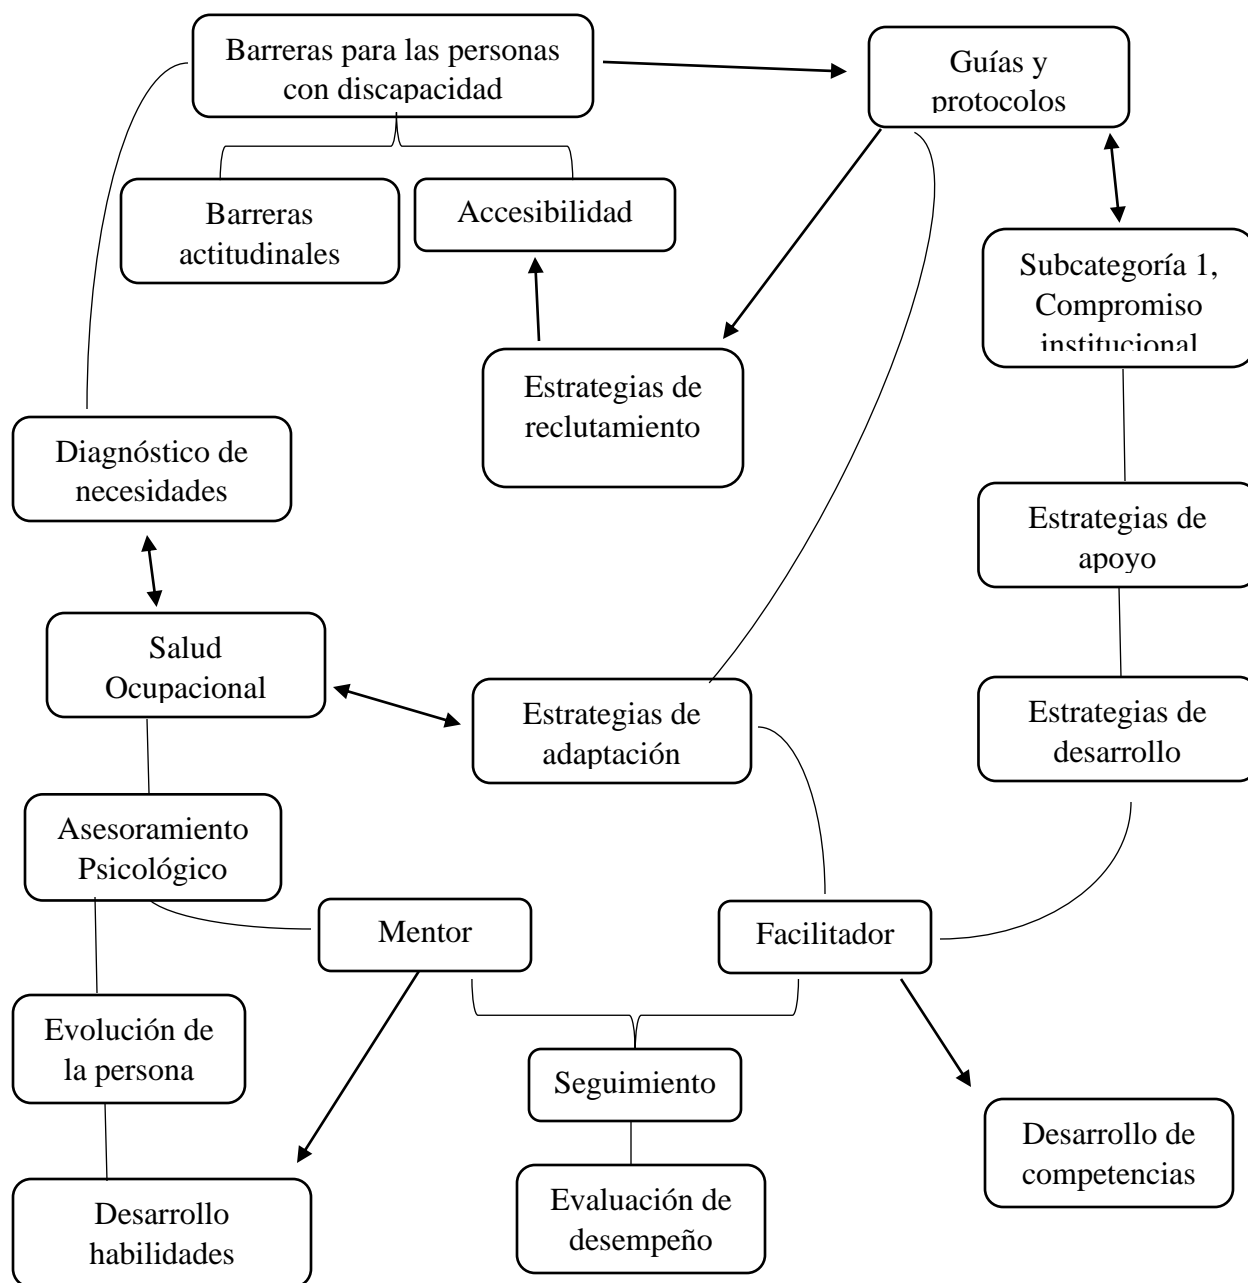 Barreras para las personas
con discapacidad
Guías y
protocolos
Barreras
actitudinales
Accesibilidad
Subcategoría 1,
Compromiso
institucional
Estrategias de
reclutamiento
Diagnóstico de
necesidades
Estrategias de
apoyo
Salud
Ocupacional
Estrategias de
adaptación
Estrategias de
desarrollo
Asesoramiento
Psicológico
Mentor
Facilitador
Evolución de
la persona
Seguimiento
Desarrollo de
competencias
Desarrollo
habilidades
Evaluación de
desempeño